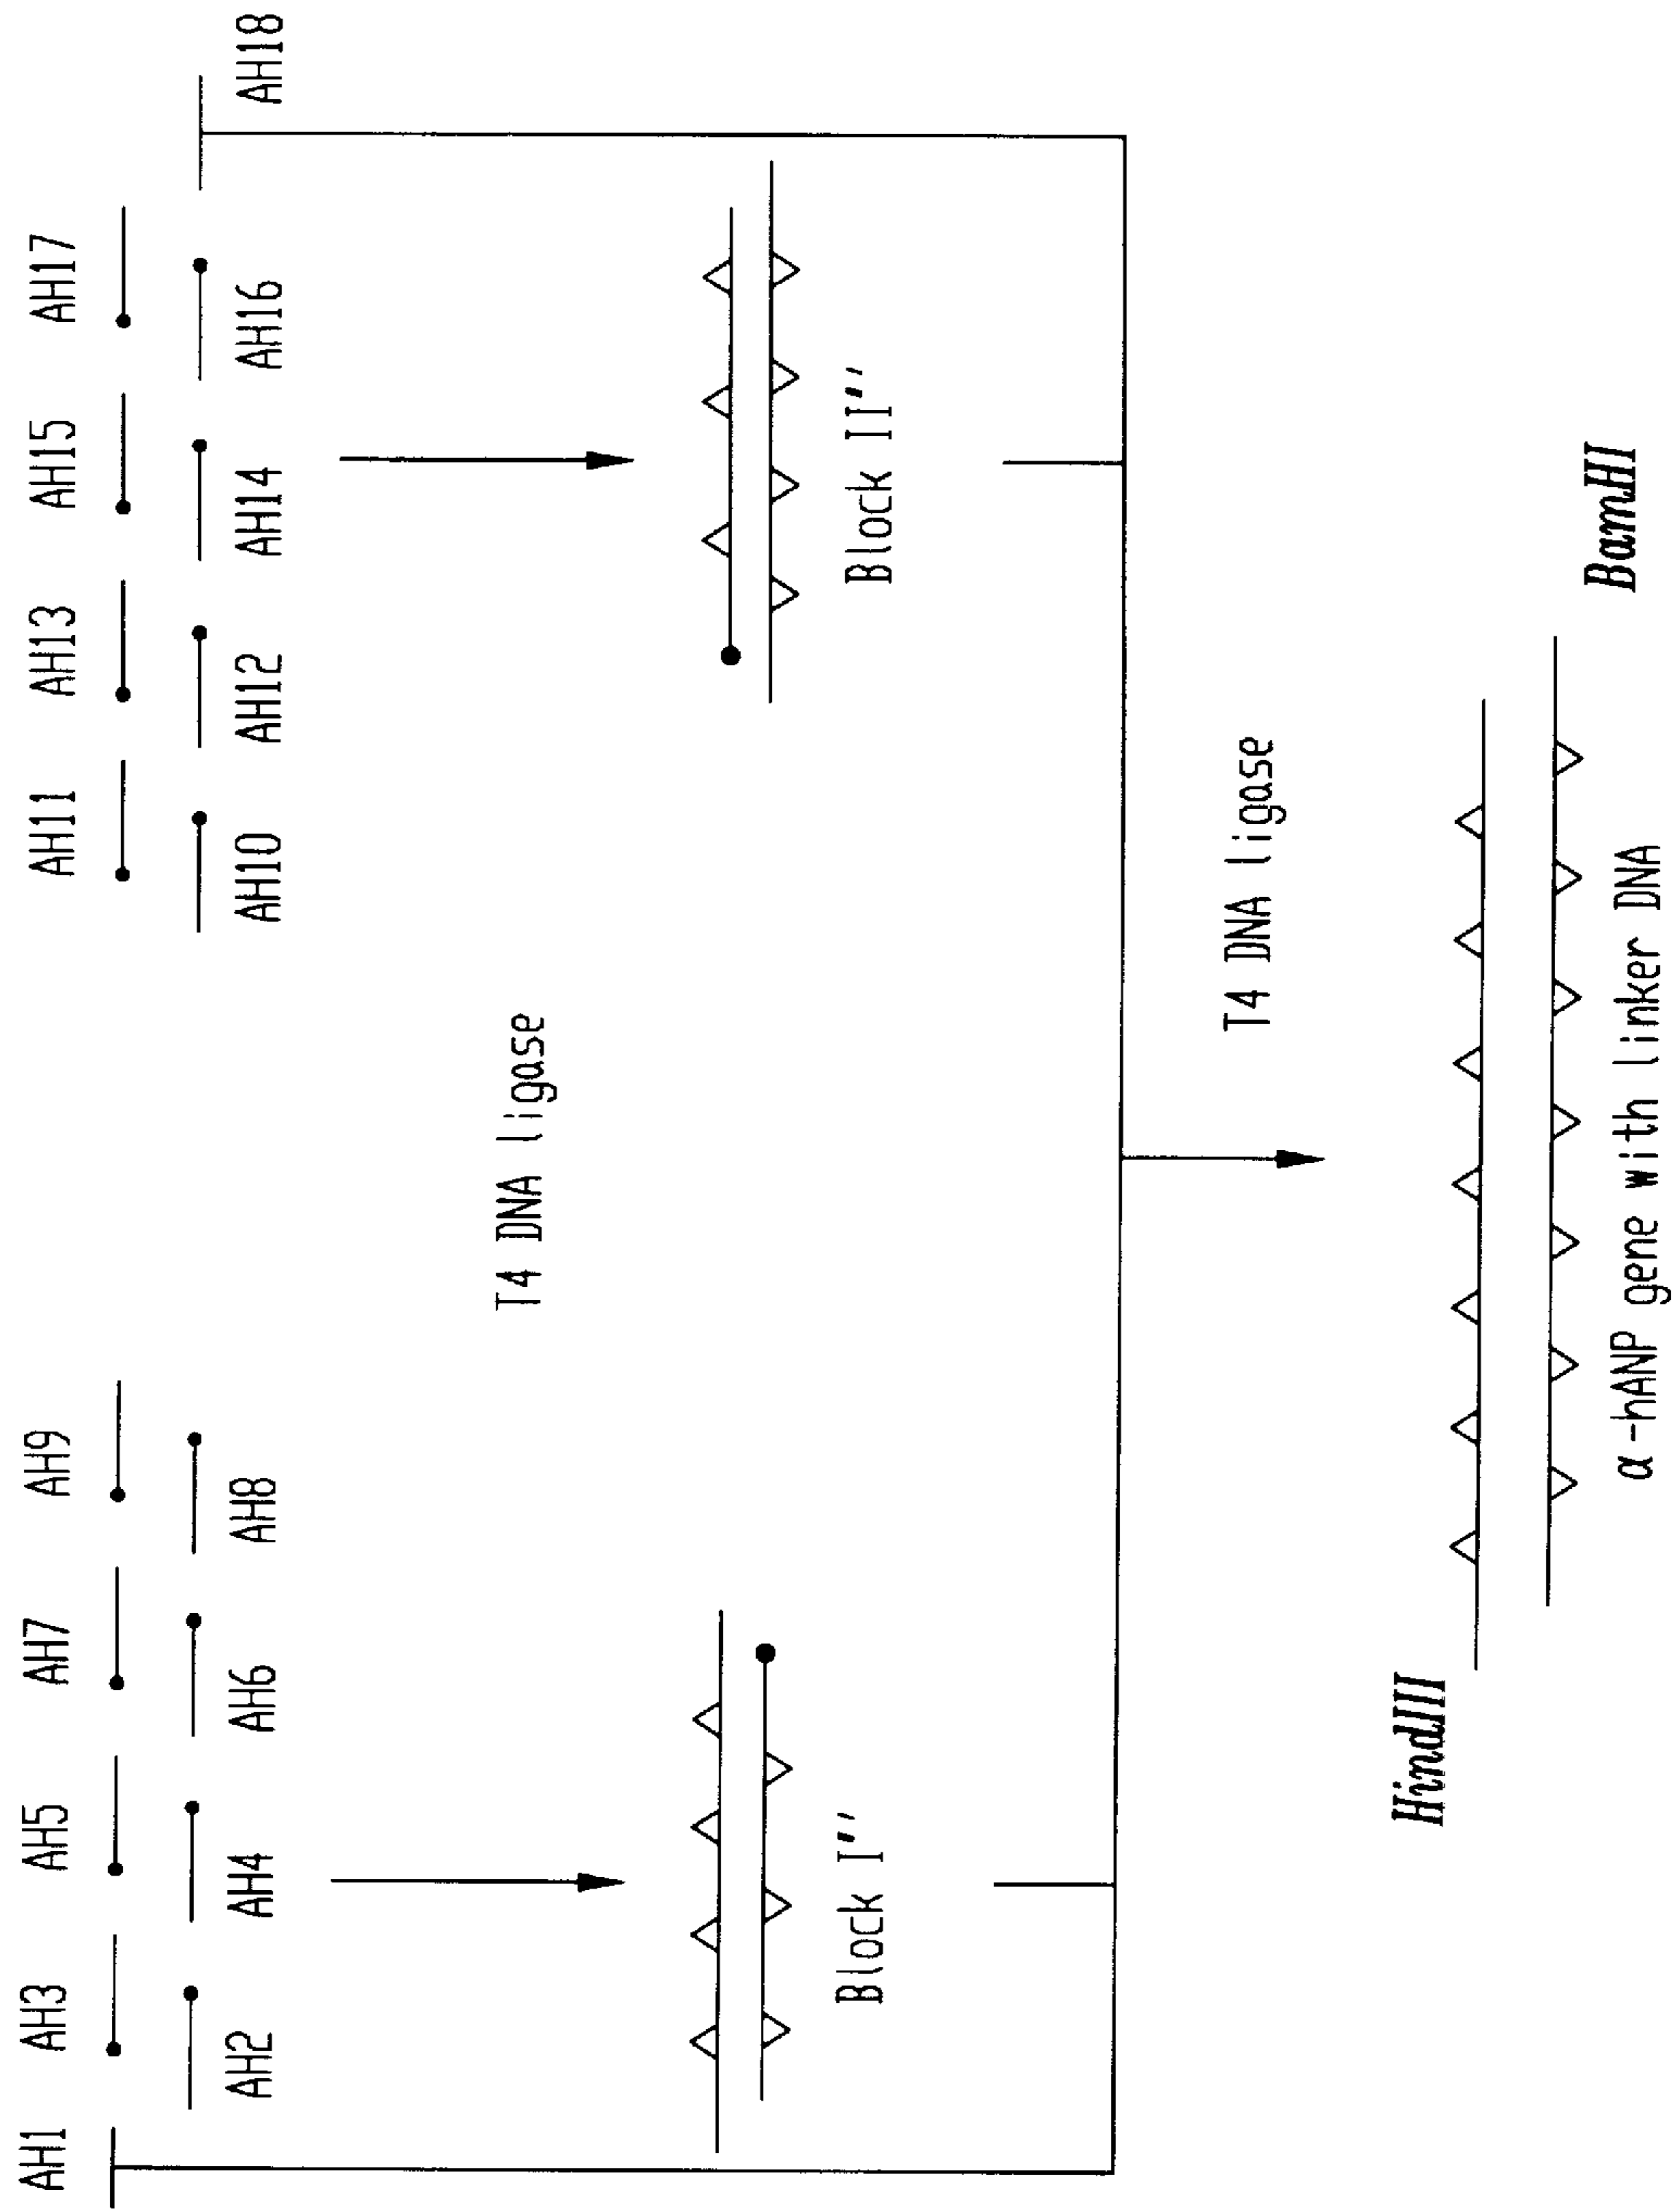 AH1 AH3 AH5 AH7 AH9 AH11 AH13 AH15 AH17
AH2 AH4 AH6 AH8 AH10 AH12 AH14 AH16 AH18
T4 DNA ligase
Block I'' Block II''
T4 DNA ligase
HindIII BamHI
α-hANP gene with linker DNA